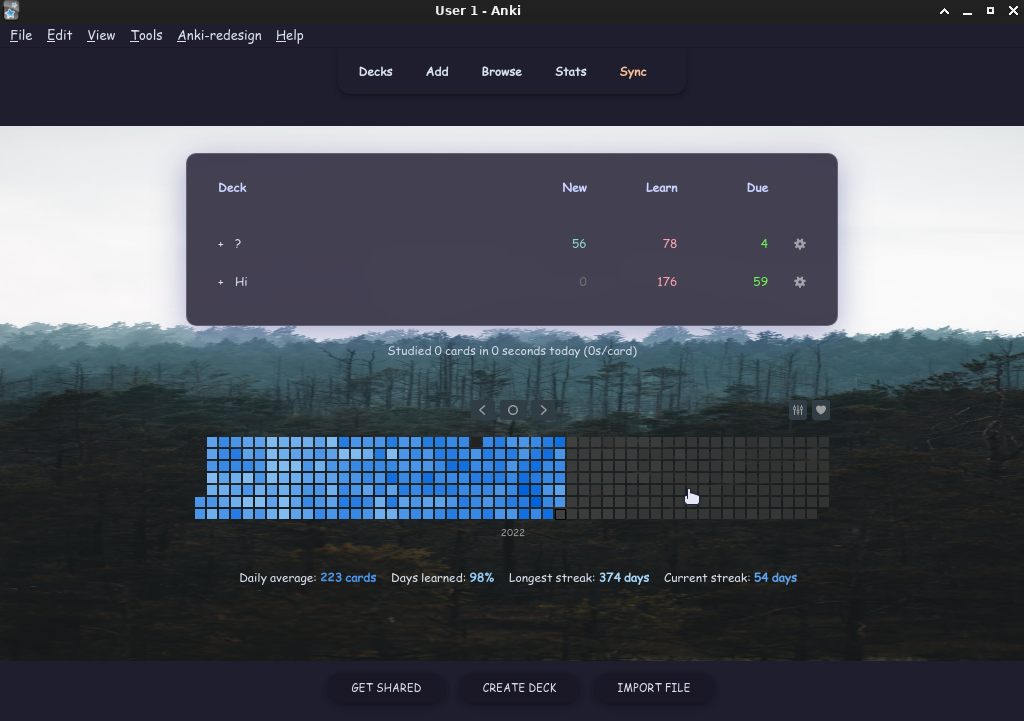 User 1 - Anki
File Edit View Tools Anki-redesign Help
Decks Add Browse Stats Sync
Deck New Learn Due
+ ? 56 78 4
+ Hi 0 176 59
Studied 0 cards in 0 seconds today (0s/card)
2022
Daily average: 223 cards Days learned: 98% Longest streak: 374 days Current streak: 54 days
GET SHARED CREATE DECK IMPORT FILE